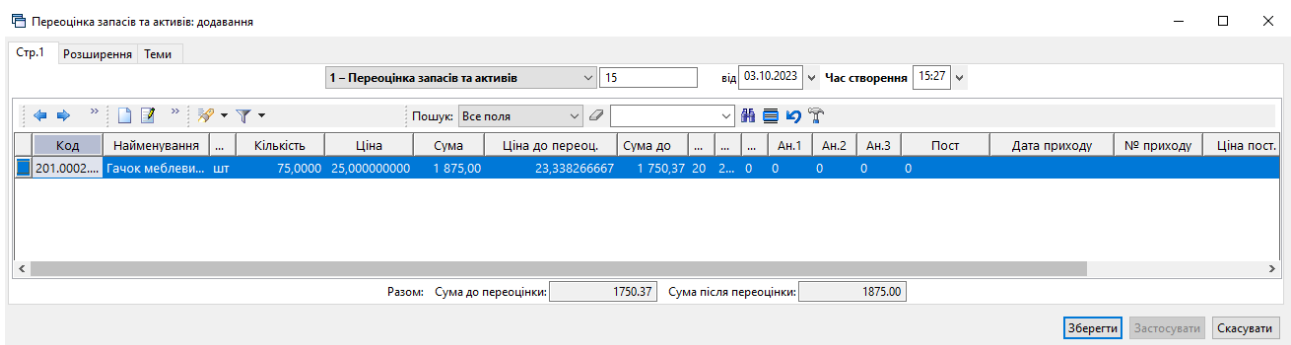 Переоцінка запасів та активів: додавання
Стр.1 Розширення Теми
1 – Переоцінка запасів та активів 15 від 03.10.2023 Час створення 15:27
» » Пошук: Все поля
Код Найменування ... Кількість Ціна Сума Ціна до переоц. Сума до ... ... ... Ан.1 Ан.2 Ан.3 Пост Дата приходу № приходу Ціна пост.
201.0002.... Гачок меблеви... шт 75,0000 25,000000000 1 875,00 23,338266667 1 750,37 20 2... 0 0 0 0 0
Разом: Сума до переоцінки: 1750.37 Сума після переоцінки: 1875.00
Зберегти Застосувати Скасувати